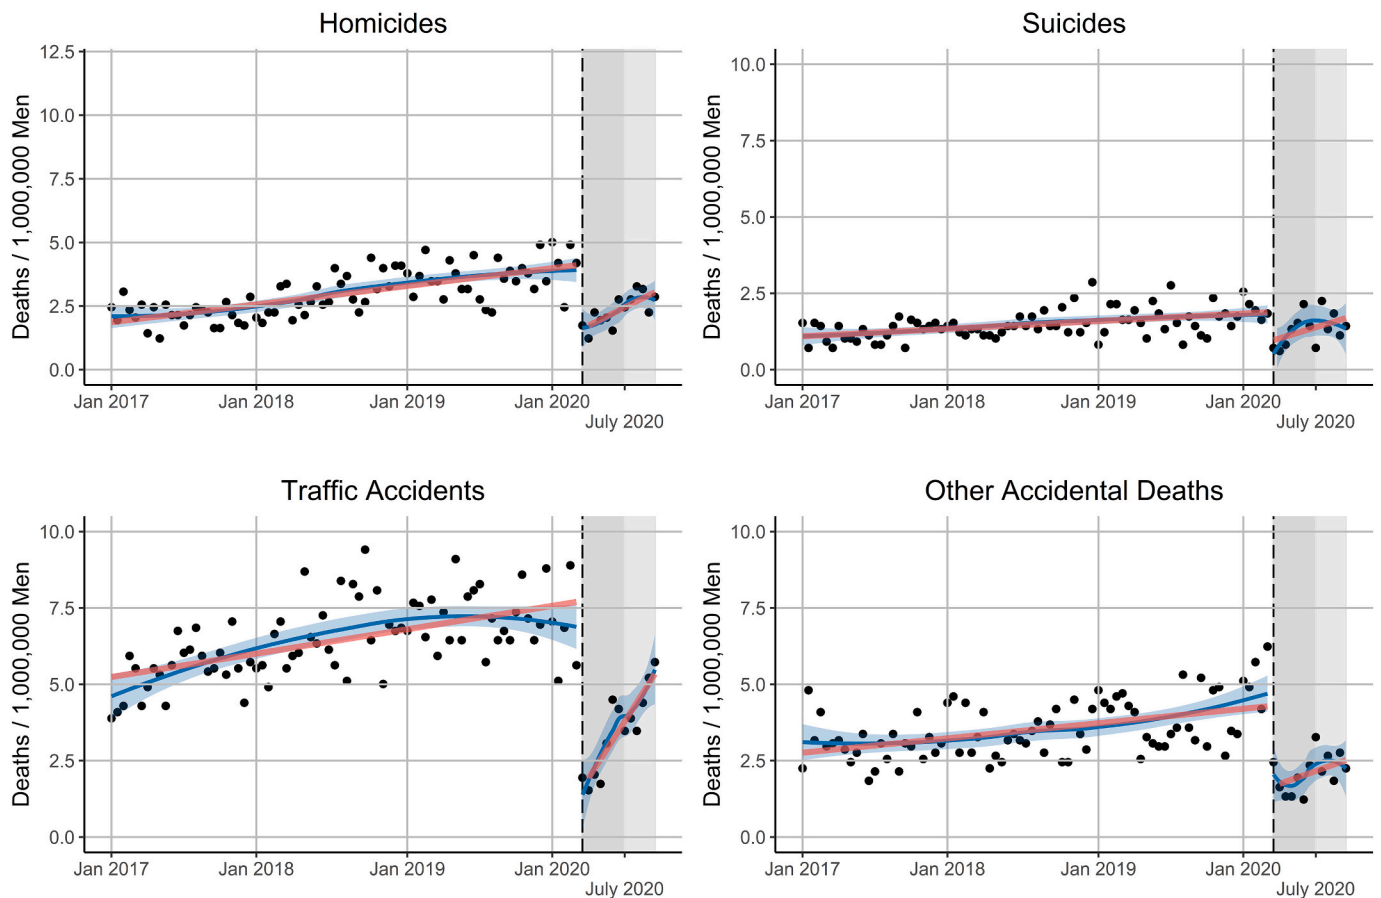 Homicides
Deaths / 1,000,000 Men
12.5
10.0
7.5
5.0
2.5
0.0
Jan 2017
Jan 2018
Jan 2019
Jan 2020
July 2020
Suicides
Deaths / 1,000,000 Men
10.0
7.5
5.0
2.5
0.0
Jan 2017
Jan 2018
Jan 2019
Jan 2020
July 2020
Traffic Accidents
Deaths / 1,000,000 Men
10.0
7.5
5.0
2.5
0.0
Jan 2017
Jan 2018
Jan 2019
Jan 2020
July 2020
Other Accidental Deaths
Deaths / 1,000,000 Men
10.0
7.5
5.0
2.5
0.0
Jan 2017
Jan 2018
Jan 2019
Jan 2020
July 2020